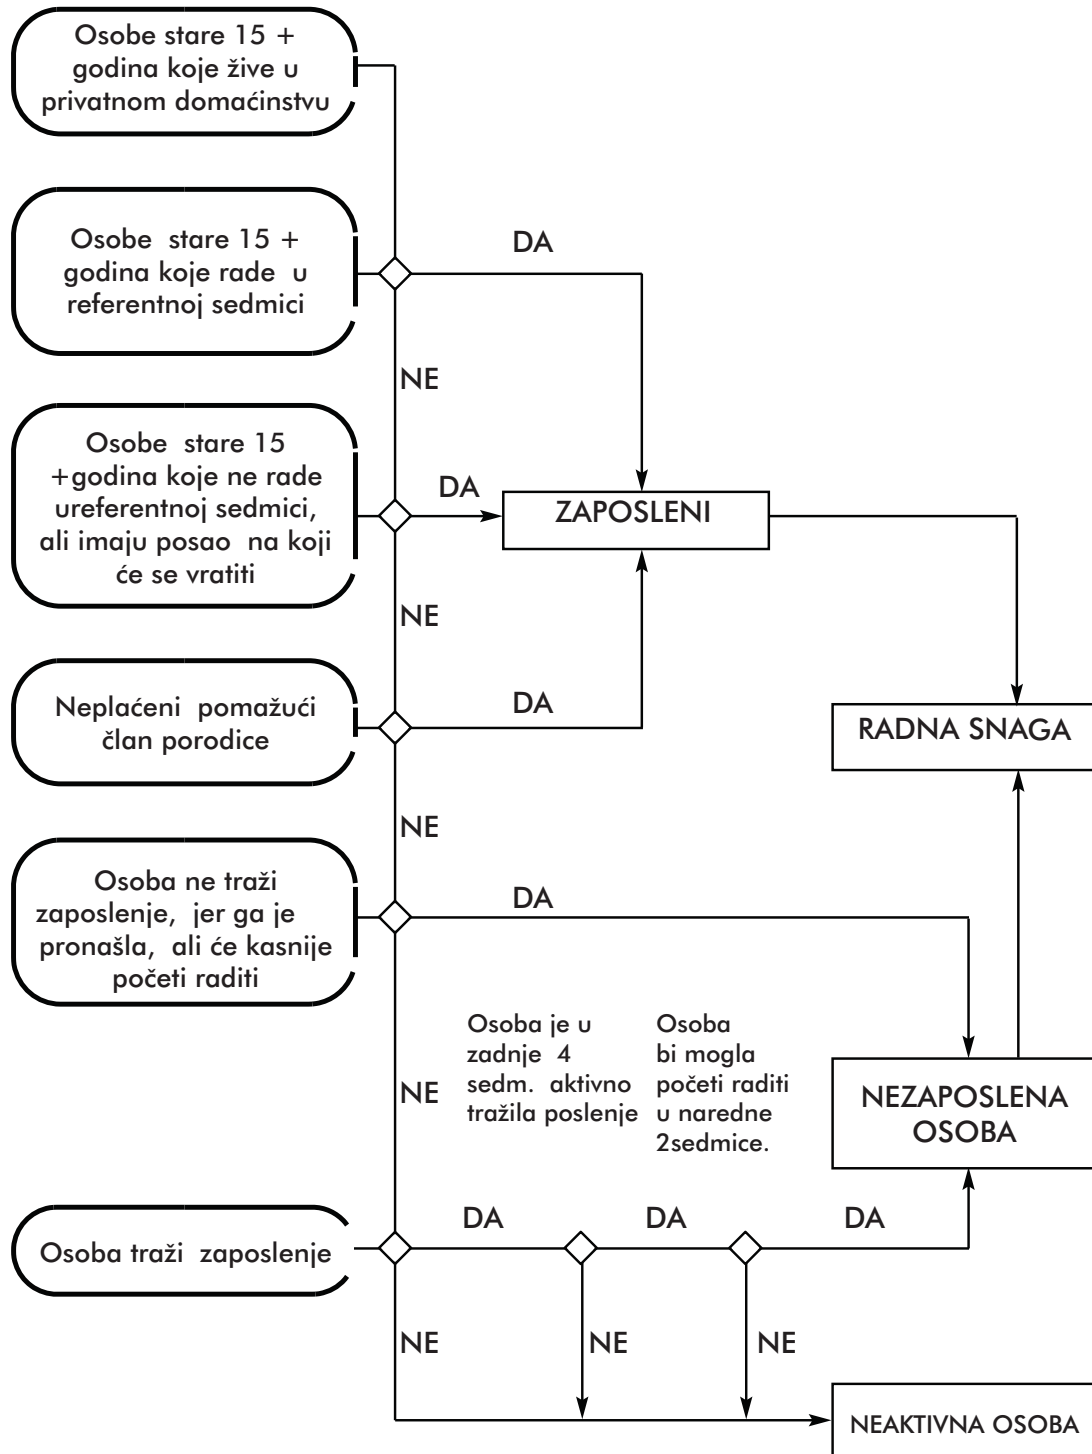 Osobe stare 15 +
godina koje žive u
privatnom domaćinstvu
Osobe stare 15 +
godina koje rade u
referentnoj sedmici
DA
NE
Osobe stare 15
+godina koje ne rade
ureferentnoj sedmici,
ali imaju posao na koji
će se vratiti
DA
ZAPOSLENI
NE
Neplaćeni pomažući
član porodice
DA
RADNA SNAGA
NE
Osoba ne traži
zaposlenje, jer ga je
pronašla, ali će kasnije
početi raditi
DA
Osoba je u
zadnje 4
sedm. aktivno
tražila poslenje
Osoba
bi mogla
početi raditi
u naredne
2sedmice.
NE
NEZAPOSLENA
OSOBA
Osoba traži zaposlenje
DA
DA
DA
NE
NE
NE
NEAKTIVNA OSOBA